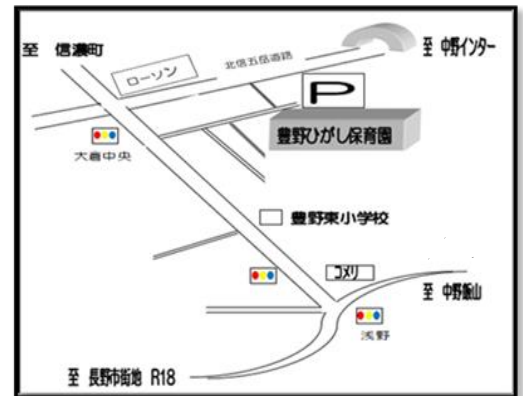 至 信濃町
ローソン
北信五岳道路
至 中野インター
P
豊野ひがし保育園
大倉中央
豊野東小学校
コメリ
至 中野飯山
浅野
至 長野市街地 R18